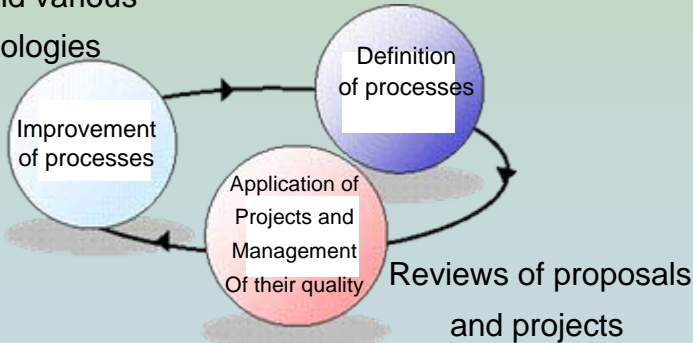 various
ologies
Definition
of processes
Improvement
of processes
Application of
Projects and
Management
Of their quality
Reviews of proposals
and projects